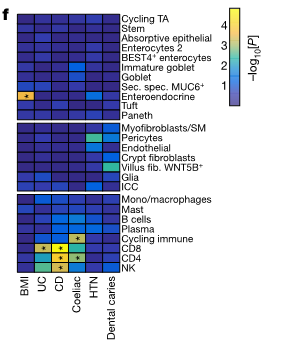 f
Cycling TA
Stem
Absorptive epithelial
Enterocytes 2
BEST4⁺ enterocytes
Immature goblet
Goblet
Sec. spec. MUC6⁺
Enteroendocrine
Tuft
Paneth
Myofibroblasts/SM
Pericytes
Endothelial
Crypt fibroblasts
Villus fib. WNT5B⁺
Glia
ICC
Mono/macrophages
Mast
B cells
Plasma
Cycling immune
CD8
CD4
NK
BMI
UC
CD
Coeliac
HTN
Dental caries
4
3
2
1
–log₁₀[P]